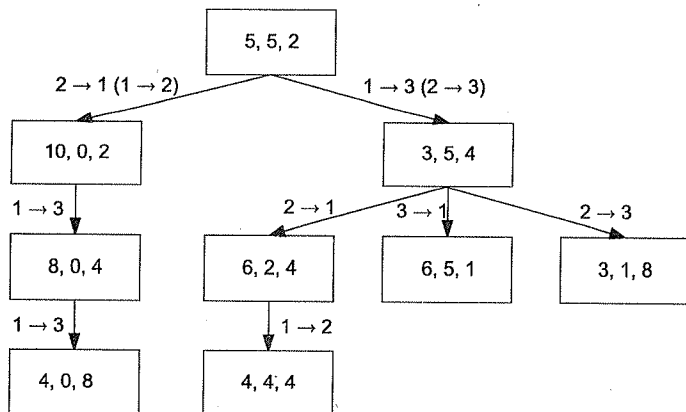 5, 5, 2
2 → 1 (1 → 2)
1 → 3 (2 → 3)
10, 0, 2
3, 5, 4
1 → 3
2 → 1
3 → 1
2 → 3
8, 0, 4
6, 2, 4
6, 5, 1
3, 1, 8
1 → 3
1 → 2
4, 0, 8
4, 4, 4